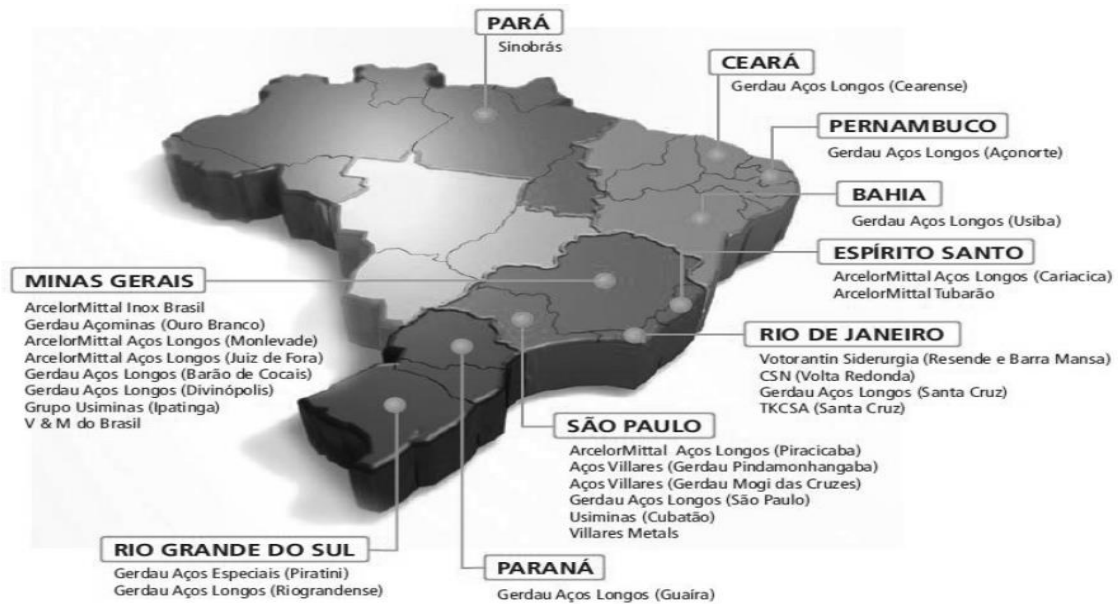 PARÁ
Sinobrás
CEARÁ
Gerdau Aços Longos (Cearense)
PERNAMBUCO
Gerdau Aços Longos (Açonorte)
BAHIA
Gerdau Aços Longos (Usiba)
ESPÍRITO SANTO
ArcelorMittal Aços Longos (Cariacica)
ArcelorMittal Tubarão
MINAS GERAIS
ArcelorMittal Inox Brasil
Gerdau Açominas (Ouro Branco)
ArcelorMittal Aços Longos (Monlevade)
ArcelorMittal Aços Longos (Juiz de Fora)
Gerdau Aços Longos (Barão de Cocais)
Gerdau Aços Longos (Divinópolis)
Grupo Usiminas (Ipatinga)
V & M do Brasil
RIO DE JANEIRO
Votorantin Siderurgia (Resende e Barra Mansa)
CSN (Volta Redonda)
Gerdau Aços Longos (Santa Cruz)
TKCSA (Santa Cruz)
SÃO PAULO
ArcelorMittal Aços Longos (Piracicaba)
Aços Villares (Gerdau Pindamonhangaba)
Aços Villares (Gerdau Mogi das Cruzes)
Gerdau Aços Longos (São Paulo)
Usiminas (Cubatão)
Villares Metals
RIO GRANDE DO SUL
Gerdau Aços Especiais (Piratini)
Gerdau Aços Longos (Riograndense)
PARANÁ
Gerdau Aços Longos (Guaíra)